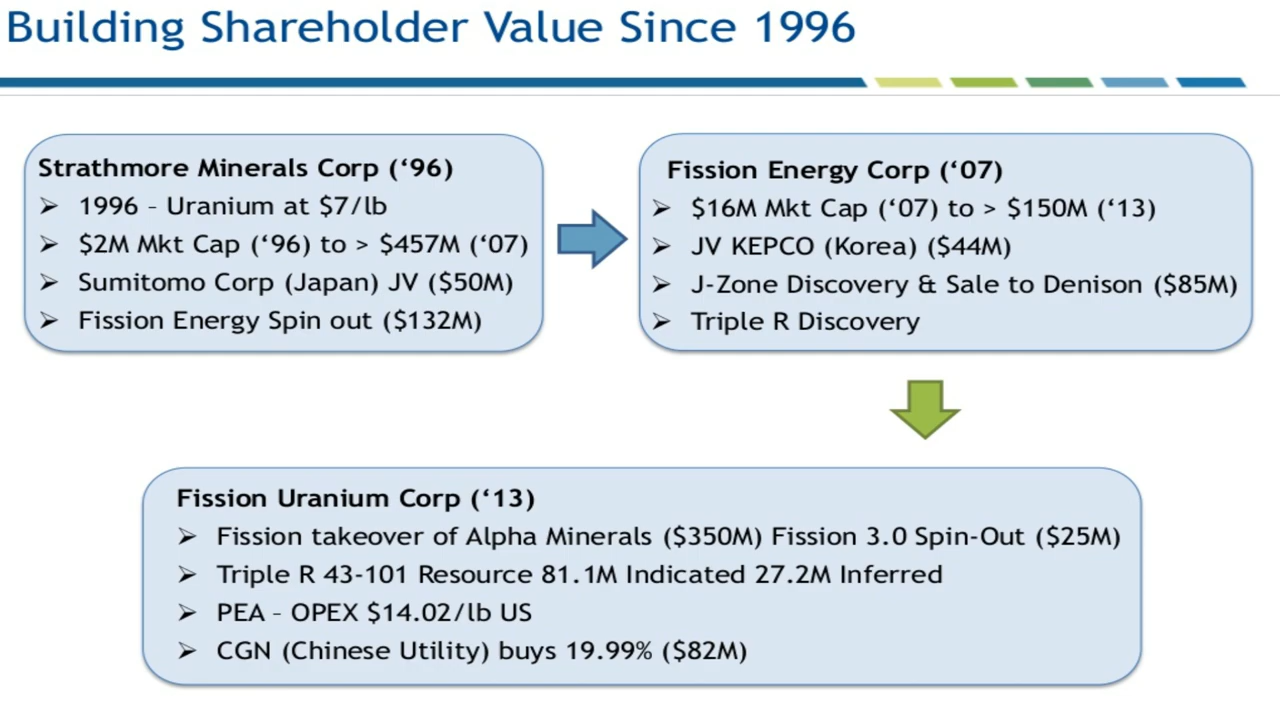 Building Shareholder Value Since 1996
Strathmore Minerals Corp (‘96)
➢ 1996 – Uranium at $7/lb
➢ $2M Mkt Cap (‘96) to > $457M (‘07)
➢ Sumitomo Corp (Japan) JV ($50M)
➢ Fission Energy Spin out ($132M)
Fission Energy Corp (‘07)
➢ $16M Mkt Cap (‘07) to > $150M (‘13)
➢ JV KEPCO (Korea) ($44M)
➢ J-Zone Discovery & Sale to Denison ($85M)
➢ Triple R Discovery
Fission Uranium Corp (‘13)
➢ Fission takeover of Alpha Minerals ($350M) Fission 3.0 Spin-Out ($25M)
➢ Triple R 43-101 Resource 81.1M Indicated 27.2M Inferred
➢ PEA – OPEX $14.02/lb US
➢ CGN (Chinese Utility) buys 19.99% ($82M)